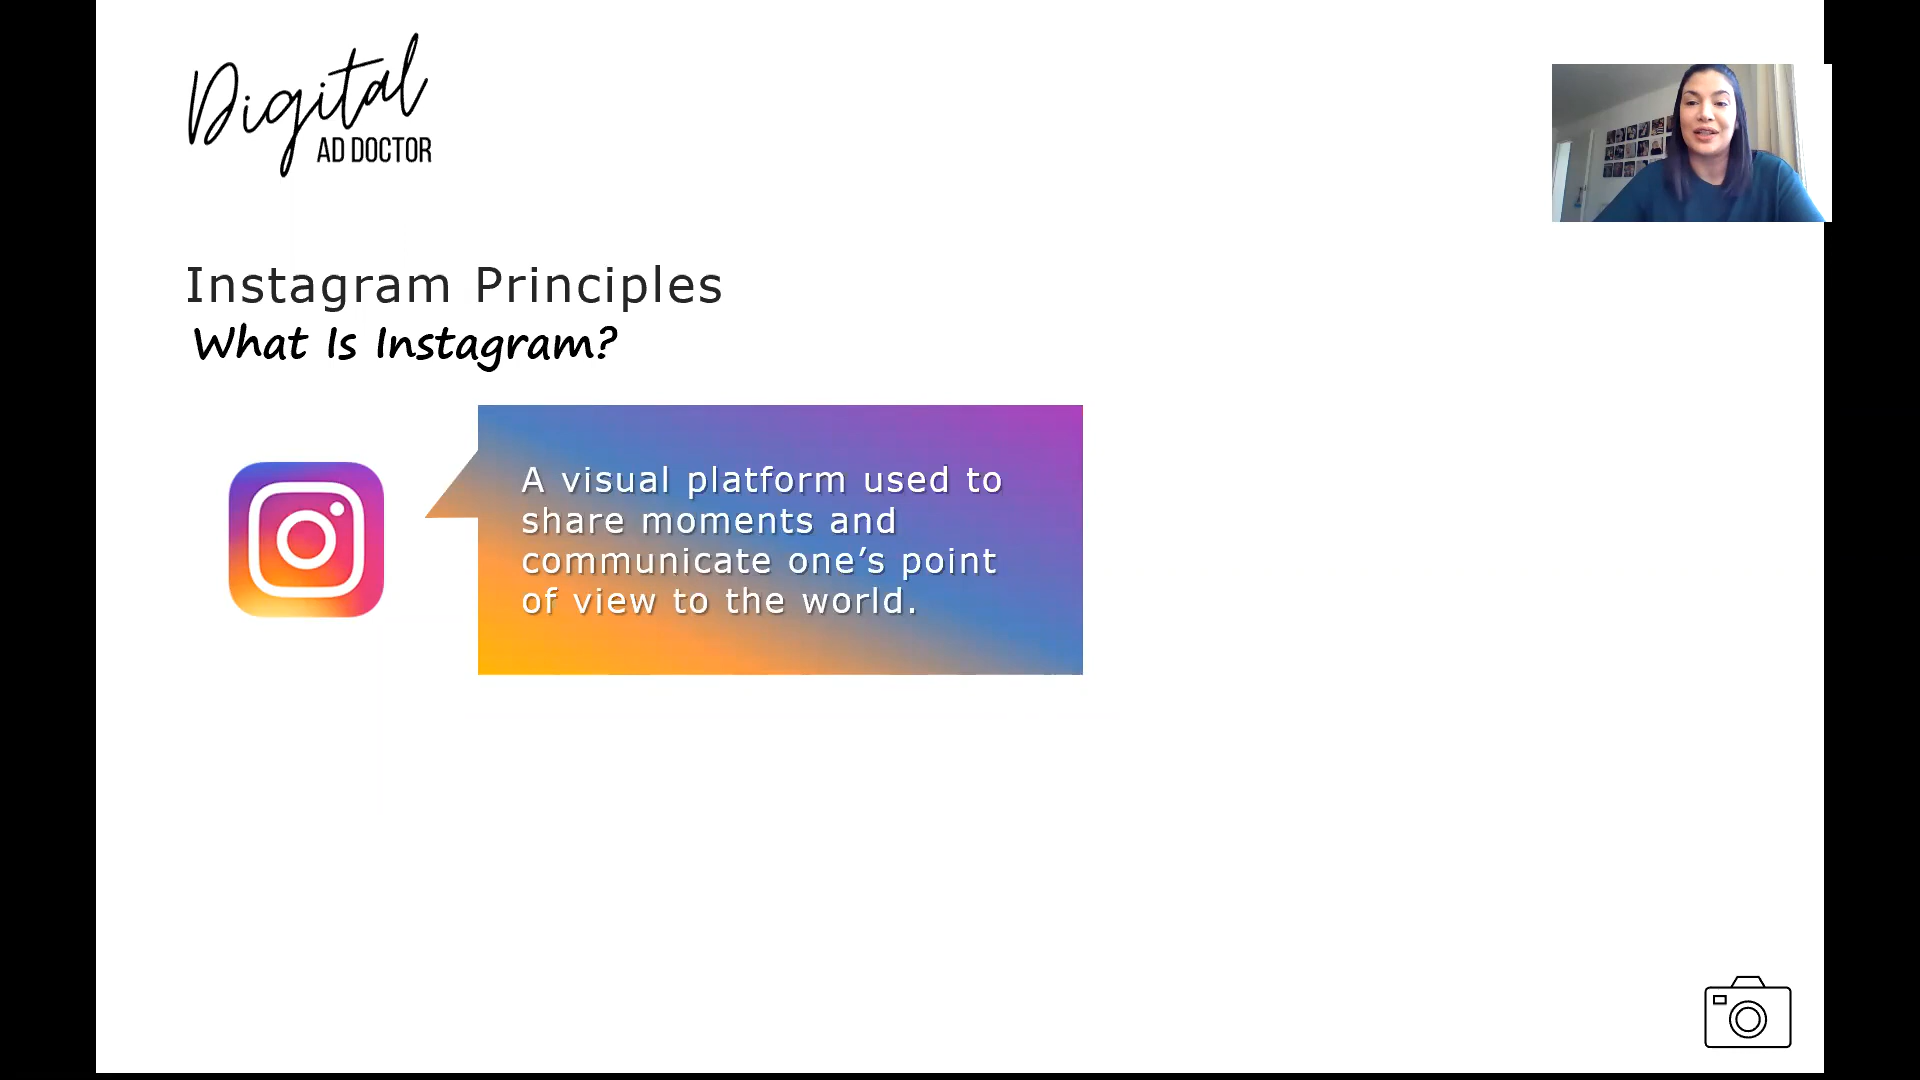 Digital
AD DOCTOR
Instagram Principles
What Is Instagram?
A visual platform used to
share moments and
communicate one’s point
of view to the world.